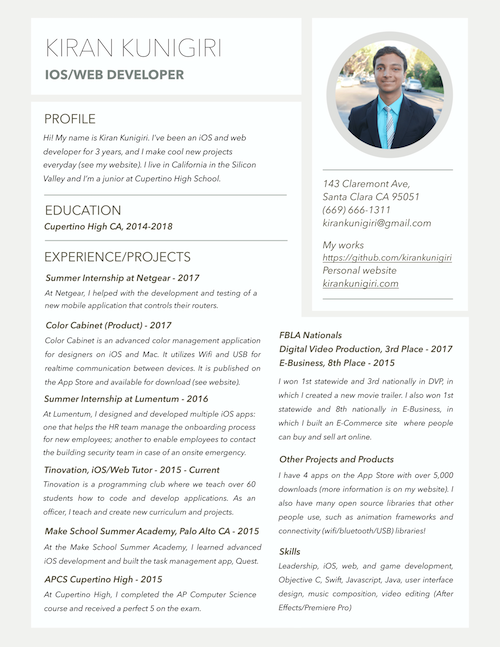 KIRAN KUNIGIRI
IOS/WEB DEVELOPER
PROFILE
Hi! My name is Kiran Kunigiri. I've been an iOS and web
developer for 3 years, and I make cool new projects
everyday (see my website). I live in California in the Silicon
Valley and I'm a junior at Cupertino High School.
EDUCATION
Cupertino High CA, 2014-2018
EXPERIENCE/PROJECTS
Summer Internship at Netgear - 2017
At Netgear, I helped with the development and testing of a
new mobile application that controls their routers.
Color Cabinet (Product) - 2017
Color Cabinet is an advanced color management application
for designers on iOS and Mac. It utilizes Wifi and USB for
realtime communication between devices. It is published on
the App Store and available for download (see website).
Summer Internship at Lumentum - 2016
At Lumentum, I designed and developed multiple iOS apps:
one that helps the HR team manage the onboarding process
for new employees; another to enable employees to contact
the building security team in case of an onsite emergency.
Tinovation, iOS/Web Tutor - 2015 - Current
Tinovation is a programming club where we teach over 60
students how to code and develop applications. As an
officer, I teach and create new curriculum and projects.
Make School Summer Academy, Palo Alto CA - 2015
At the Make School Summer Academy, I learned advanced
iOS development and built the task management app, Quest.
APCS Cupertino High - 2015
At Cupertino High, I completed the AP Computer Science
course and received a perfect 5 on the exam.
143 Claremont Ave,
Santa Clara CA 95051
(669) 666-1311
kirankunigiri@gmail.com
My works
https://github.com/kirankunigiri
Personal website
kirankunigiri.com
FBLA Nationals
Digital Video Production, 3rd Place - 2017
E-Business, 8th Place - 2015
I won 1st statewide and 3rd nationally in DVP, in
which I created a new movie trailer. I also won 1st
statewide and 8th nationally in E-Business, in
which I built an E-Commerce site where people
can buy and sell art online.
Other Projects and Products
I have 4 apps on the App Store with over 5,000
downloads (more information is on my website). I
also have many open source libraries that other
people use, such as animation frameworks and
connectivity (wifi/bluetooth/USB) libraries!
Skills
Leadership, iOS, web, and game development,
Objective C, Swift, Javascript, Java, user interface
design, music composition, video editing (After
Effects/Premiere Pro)